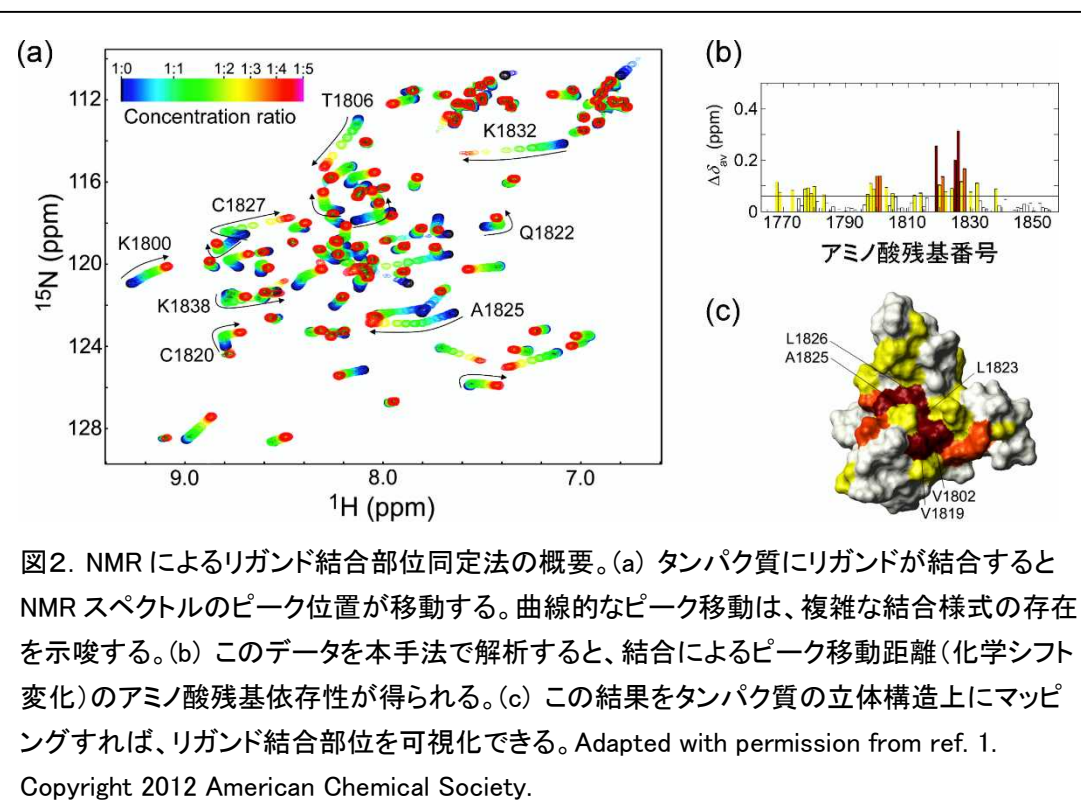 (a)
1:0 1:1 1:2 1:3 1:4 1:5
Concentration ratio
T1806
K1832
C1827
K1800
Q1822
K1838
A1825
C1820
112
116
120
124
128
15N (ppm)
9.0 8.0 7.0
1H (ppm)
(b)
0.4
0.2
0
Δδav (ppm)
1770 1790 1810 1830 1850
アミノ酸残基番号
(c)
L1826
A1825
L1823
V1802
V1819
図2. NMR によるリガンド結合部位同定法の概要。(a) タンパク質にリガンドが結合すると
NMR スペクトルのピーク位置が移動する。曲線的なピーク移動は、複雑な結合様式の存在
を示唆する。(b) このデータを本手法で解析すると、結合によるピーク移動距離(化学シフト
変化)のアミノ酸残基依存性が得られる。(c) この結果をタンパク質の立体構造上にマッピ
ングすれば、リガンド結合部位を可視化できる。Adapted with permission from ref. 1.
Copyright 2012 American Chemical Society.